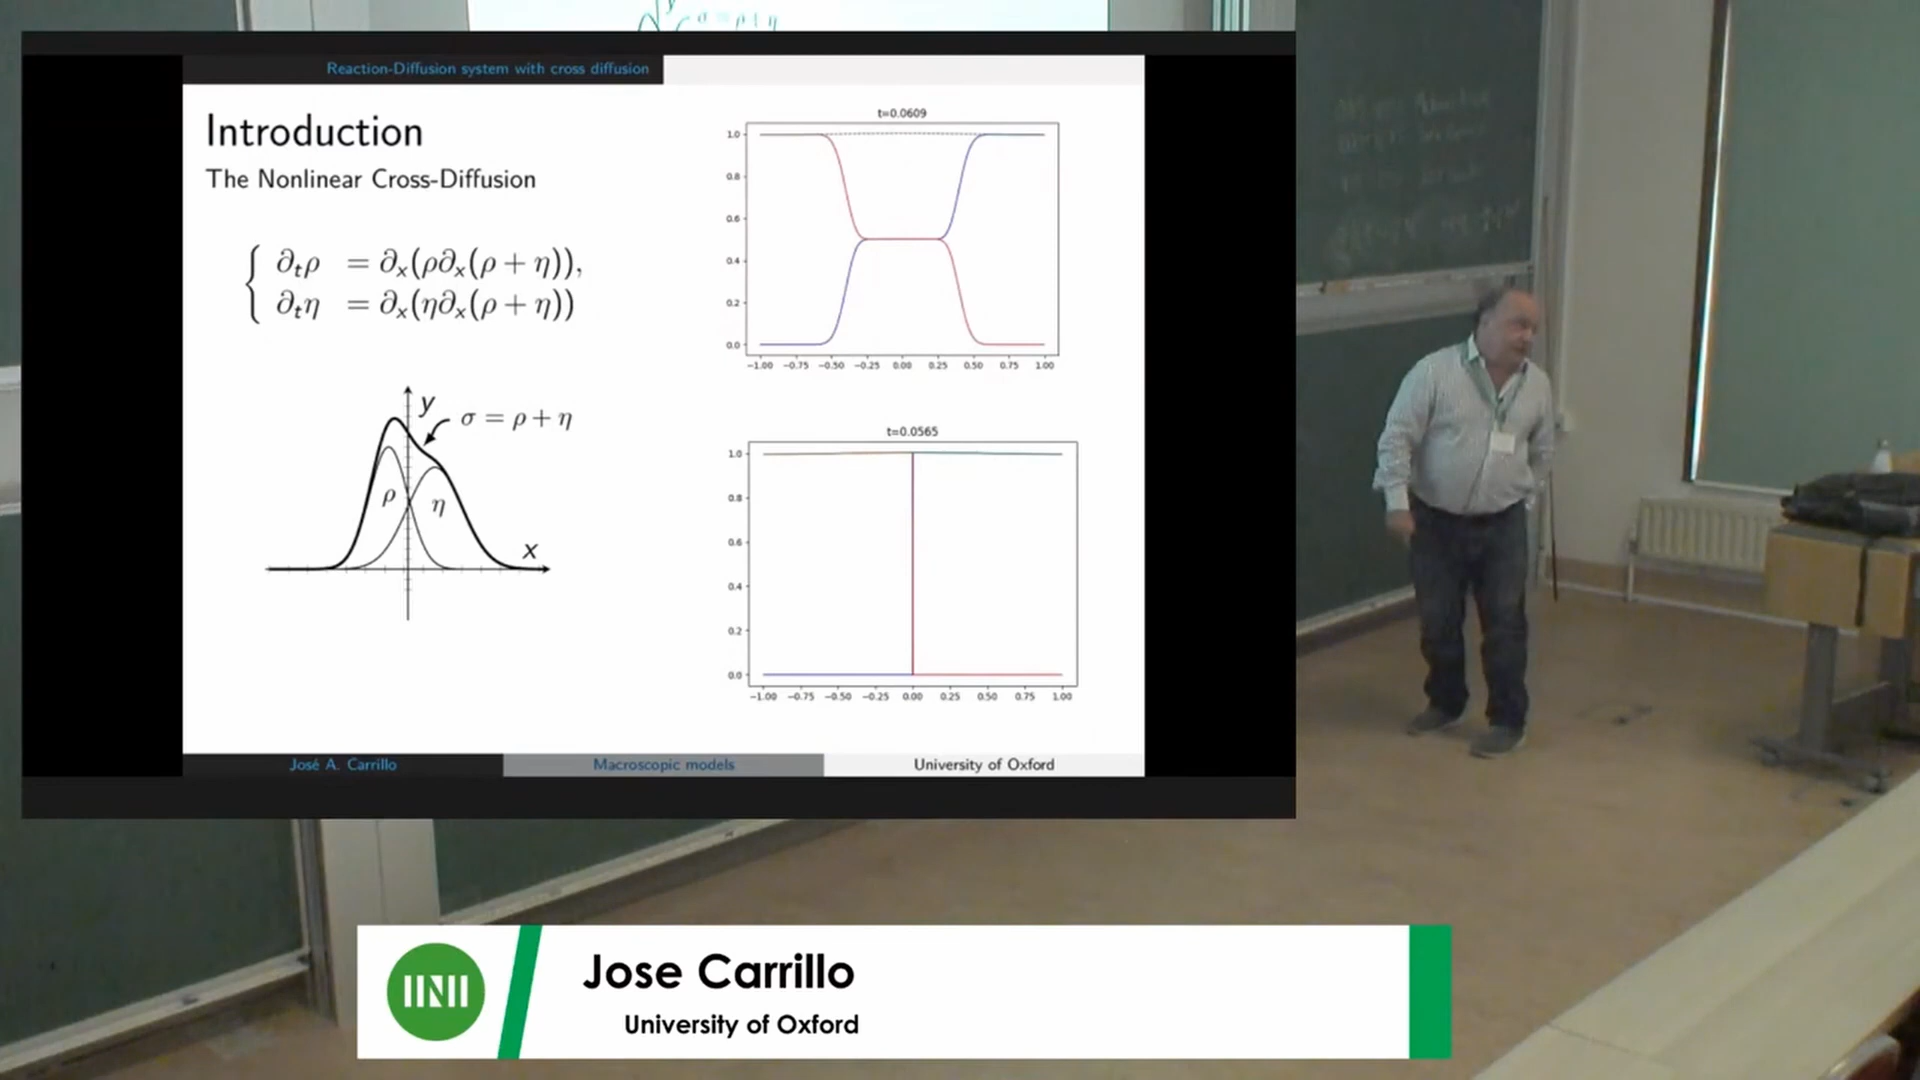 σ = ρ + η
Reaction-Diffusion system with cross diffusion
Introduction
The Nonlinear Cross-Diffusion
∂ₜρ = ∂ₓ(ρ∂ₓ(ρ + η)),
∂ₜη = ∂ₓ(η∂ₓ(ρ + η))
y
σ = ρ + η
ρ
η
x
t=0.0609
1.0
0.8
0.6
0.4
0.2
0.0
−1.00 −0.75 −0.50 −0.25 0.00 0.25 0.50 0.75 1.00
t=0.0565
1.0
0.8
0.6
0.4
0.2
0.0
−1.00 −0.75 −0.50 −0.25 0.00 0.25 0.50 0.75 1.00
José A. Carrillo
Macroscopic models
University of Oxford
Jose Carrillo
University of Oxford